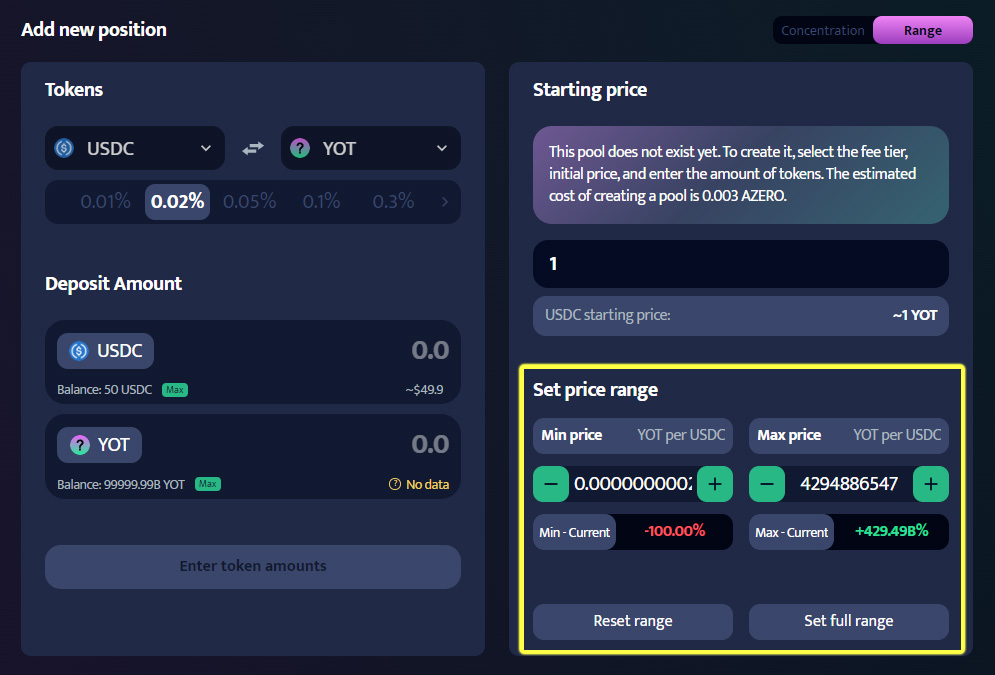 Add new position
Concentration Range
Tokens
USDC YOT
0.01% 0.02% 0.05% 0.1% 0.3%
Deposit Amount
USDC 0.0
Balance: 50 USDC Max ~$49.9
YOT 0.0
Balance: 99999.99B YOT Max No data
Enter token amounts
Starting price
This pool does not exist yet. To create it, select the fee tier,
initial price, and enter the amount of tokens. The estimated
cost of creating a pool is 0.003 AZERO.
1
USDC starting price: ~1 YOT
Set price range
Min price YOT per USDC Max price YOT per USDC
0.0000000002 4294886547
Min - Current -100.00% Max - Current +429.49B%
Reset range Set full range